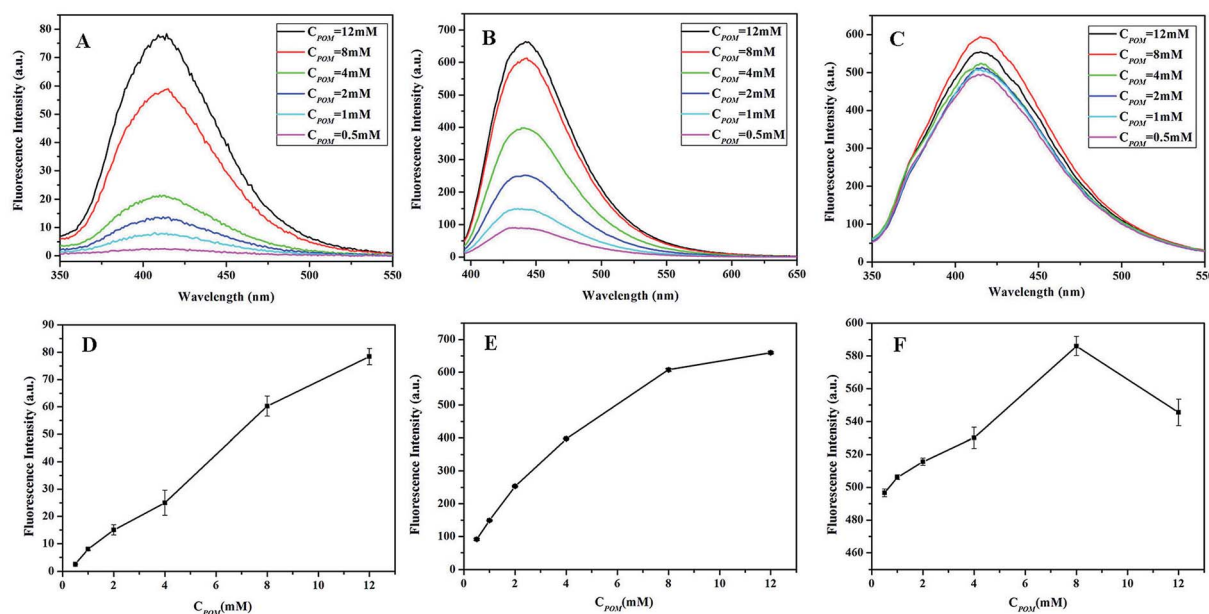 A
C_POM=12mM
C_POM=8mM
C_POM=4mM
C_POM=2mM
C_POM=1mM
C_POM=0.5mM
Fluorescence Intensity (a.u.)
80
70
60
50
40
30
20
10
0
350 400 450 500 550
Wavelength (nm)
B
C_POM=12mM
C_POM=8mM
C_POM=4mM
C_POM=2mM
C_POM=1mM
C_POM=0.5mM
Fluorescence Intensity (a.u.)
700
600
500
400
300
200
100
0
400 450 500 550 600 650
Wavelength (nm)
C
C_POM=12mM
C_POM=8mM
C_POM=4mM
C_POM=2mM
C_POM=1mM
C_POM=0.5mM
Fluorescence Intensity (a.u.)
600
500
400
300
200
100
0
350 400 450 500 550
Wavelength (nm)
D
Fluorescence Intensity (a.u.)
90
80
70
60
50
40
30
20
10
0
0 2 4 6 8 10 12
C_POM(mM)
E
Fluorescence Intensity (a.u.)
700
600
500
400
300
200
100
0
0 2 4 6 8 10 12
C_POM(mM)
F
Fluorescence Intensity (a.u.)
600
580
560
540
520
500
480
460
0 2 4 6 8 10 12
C_POM(mM)